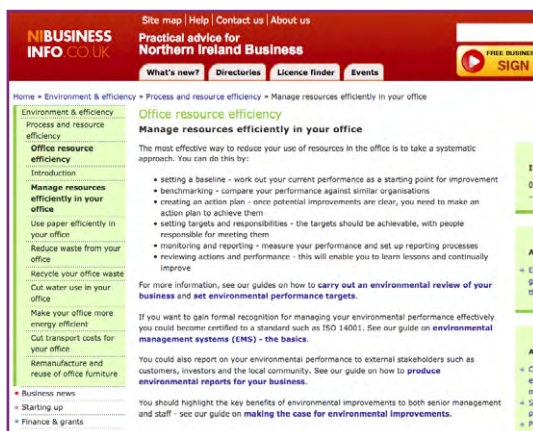 Site map | Help | Contact us | About us
NIBUSINESS
INFO.CO.UK
Practical advice for
Northern Ireland Business
FREE BUSINE
SIGN
What's new?
Directories
Licence finder
Events
Home » Environment & efficiency » Process and resource efficiency » Manage resources efficiently in your office
Environment & efficiency
Process and resource
efficiency
Office resource
efficiency
Introduction
Manage resources
efficiently in your
office
Use paper efficiently in
your office
Reduce waste from your
office
Recycle your office waste
Cut water use in your
office
Make your office more
energy efficient
Cut transport costs for
your office
Remanufacture and
reuse of office furniture
Business news
Starting up
Finance & grants
Office resource efficiency
Manage resources efficiently in your office
The most effective way to reduce your use of resources in the office is to take a systematic
approach. You can do this by:
• setting a baseline - work out your current performance as a starting point for improvement
• benchmarking - compare your performance against similar organisations
• creating an action plan - once potential improvements are clear, you need to make an
action plan to achieve them
• setting targets and responsibilities - the targets should be achievable, with people
responsible for meeting them
• monitoring and reporting - measure your performance and set up reporting processes
• reviewing actions and performance - this will enable you to learn lessons and continually
improve
For more information, see our guides on how to carry out an environmental review of your
business and set environmental performance targets.
If you want to gain formal recognition for managing your environmental performance effectively
you could become certified to a standard such as ISO 14001. See our guide on environmental
management systems (EMS) - the basics.
You could also report on your environmental performance to external stakeholders such as
customers, investors and the local community. See our guide on how to produce
environmental reports for your business.
You should highlight the key benefits of environmental improvements to both senior management
and staff - see our guide on making the case for environmental improvements.